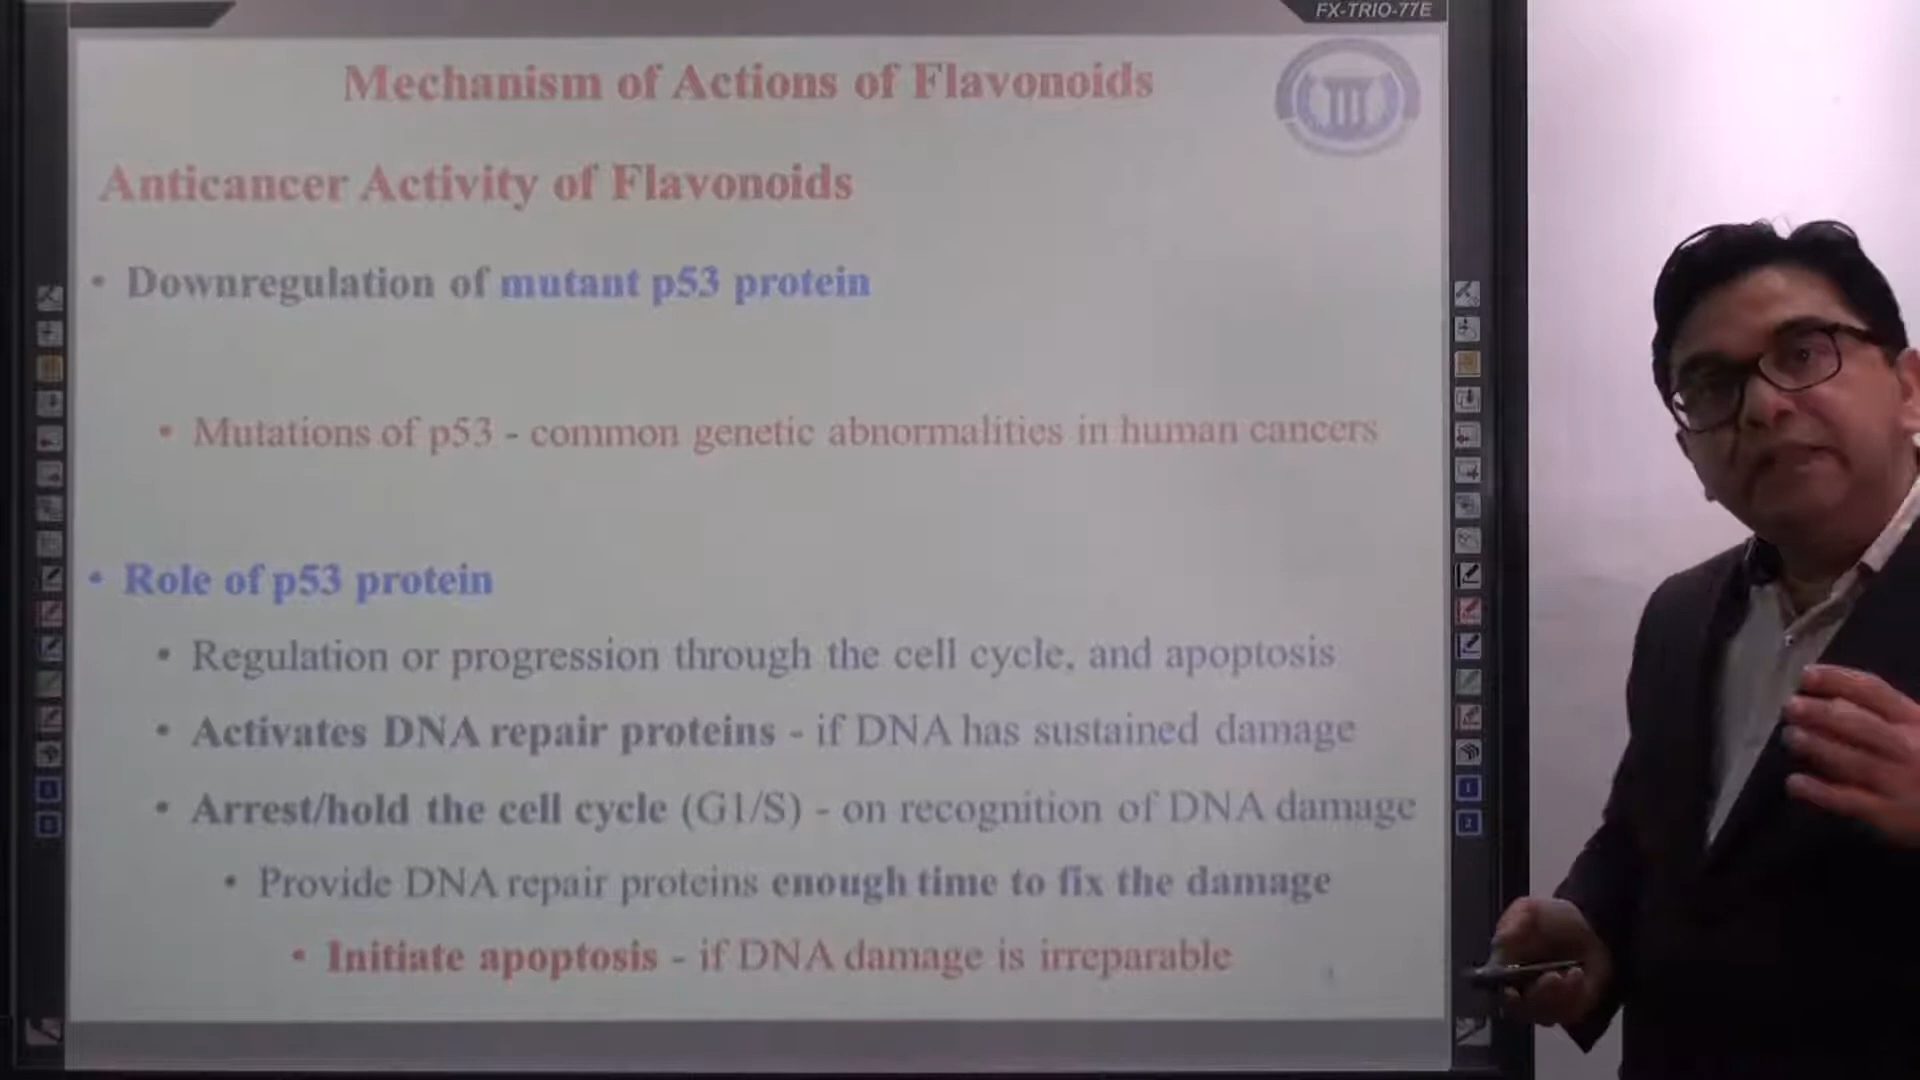 FX-TRIO-77E
Mechanism of Actions of Flavonoids
Anticancer Activity of Flavonoids
• Downregulation of mutant p53 protein
• Mutations of p53 - common genetic abnormalities in human cancers
• Role of p53 protein
• Regulation or progression through the cell cycle, and apoptosis
• Activates DNA repair proteins - if DNA has sustained damage
• Arrest/hold the cell cycle (G1/S) - on recognition of DNA damage
• Provide DNA repair proteins enough time to fix the damage
• Initiate apoptosis - if DNA damage is irreparable
1
2